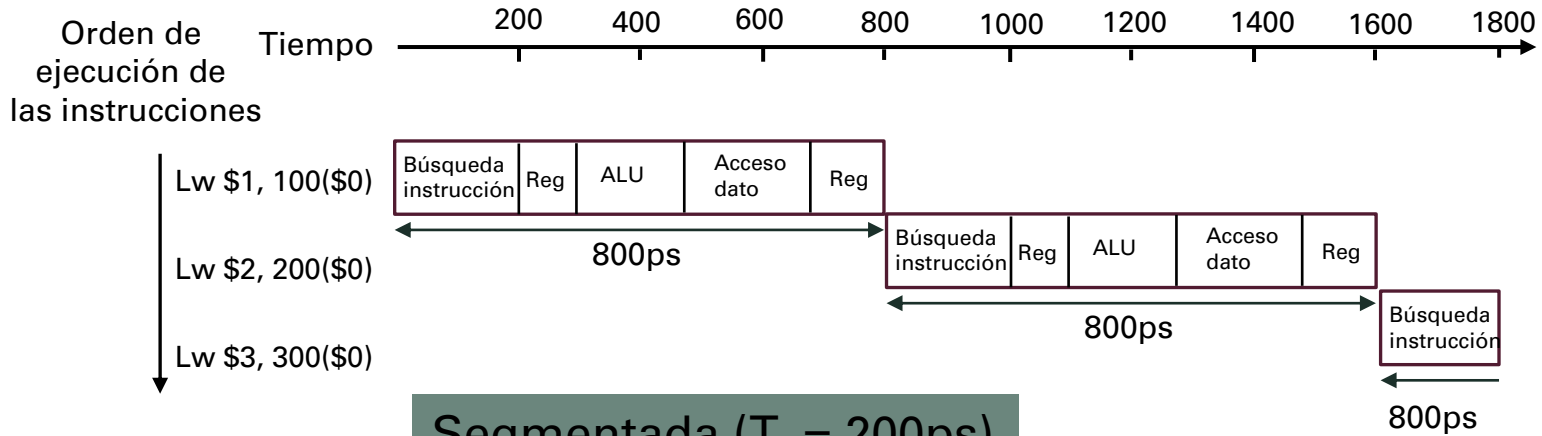 Orden de
ejecución de
las instrucciones
Tiempo
200 400 600 800 1000 1200 1400 1600 1800
Lw $1, 100($0)
Búsqueda
instrucción
Reg
ALU
Acceso
dato
Reg
800ps
Lw $2, 200($0)
Búsqueda
instrucción
Reg
ALU
Acceso
dato
Reg
800ps
Lw $3, 300($0)
Búsqueda
instrucción
800ps
Segmentada (T = 200ps)